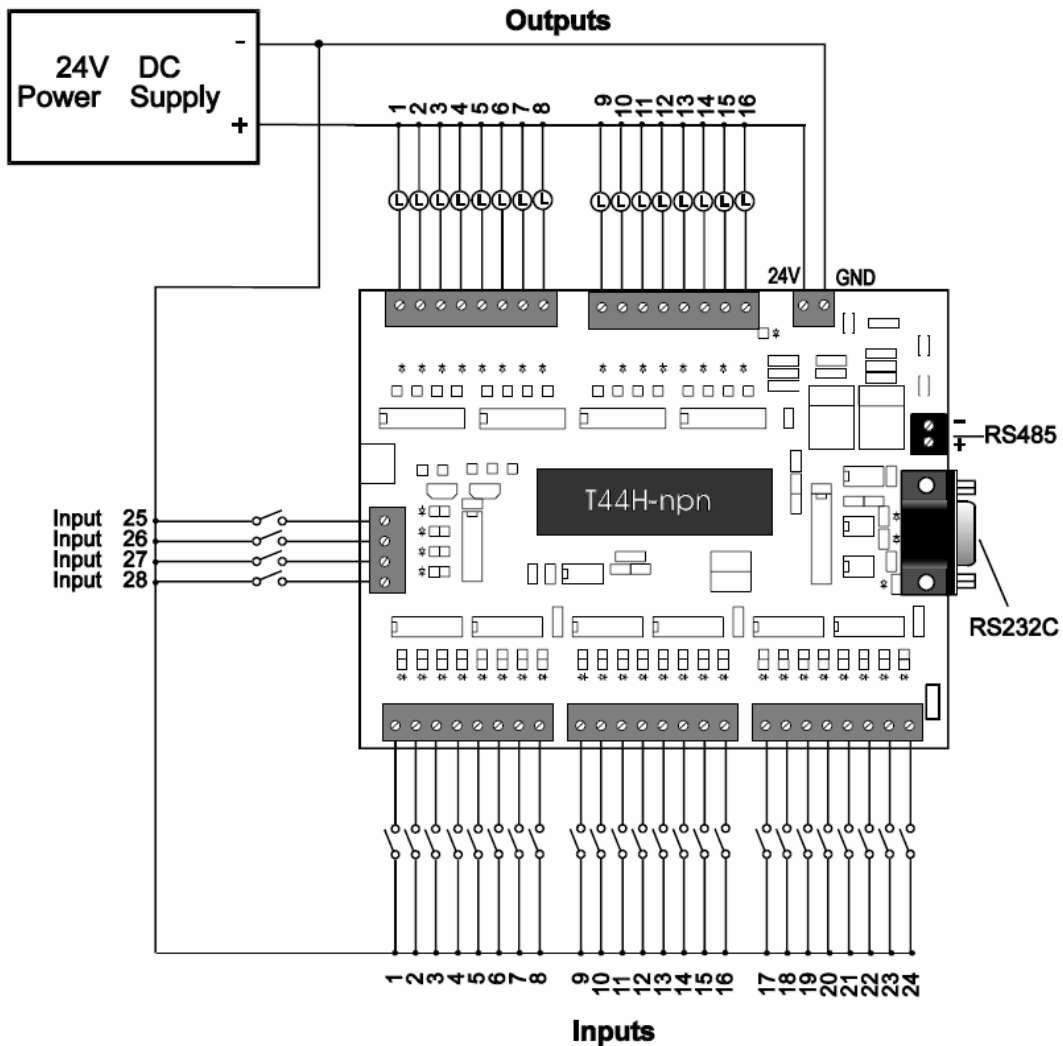 Outputs
24V DC
Power Supply
-
+
1 2 3 4 5 6 7 8
9 10 11 12 13 14 15 16
L L L L L L L L
L L L L L L L L
24V
GND
-
+
RS485
T44H-npn
Input 25
Input 26
Input 27
Input 28
RS232C
1 2 3 4 5 6 7 8
9 10 11 12 13 14 15 16
17 18 19 20 21 22 23 24
Inputs